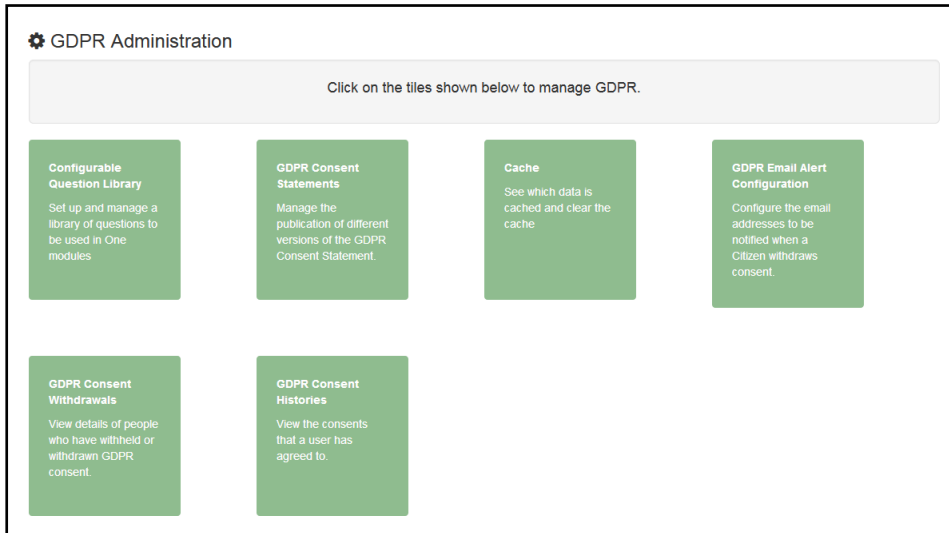 GDPR Administration
Click on the tiles shown below to manage GDPR.
Configurable
Question Library
Set up and manage a
library of questions to
be used in One
modules
GDPR Consent
Statements
Manage the
publication of different
versions of the GDPR
Consent Statement.
Cache
See which data is
cached and clear the
cache
GDPR Email Alert
Configuration
Configure the email
addresses to be
notified when a
Citizen withdraws
consent.
GDPR Consent
Withdrawals
View details of people
who have withheld or
withdrawn GDPR
consent.
GDPR Consent
Histories
View the consents
that a user has
agreed to.